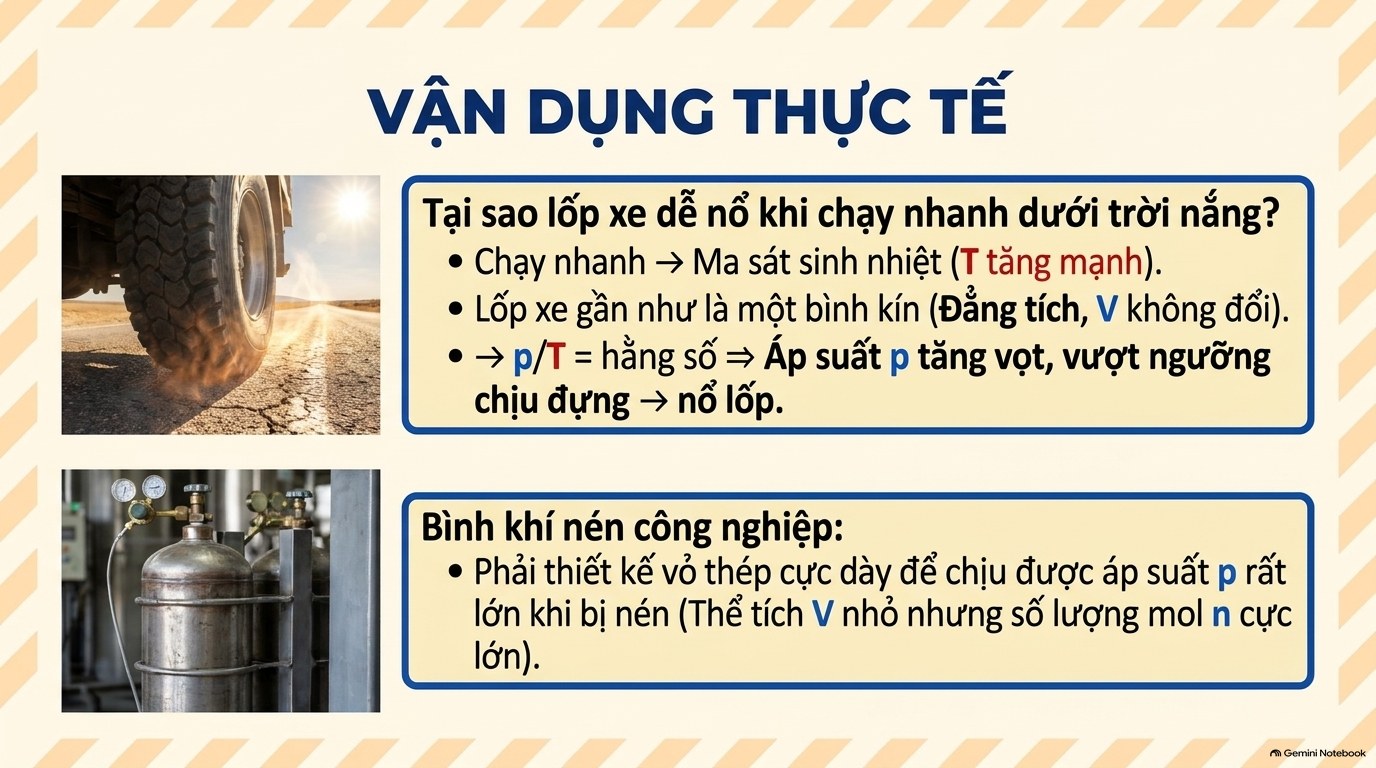 VẬN DỤNG THỰC TẾ
Tại sao lốp xe dễ nổ khi chạy nhanh dưới trời nắng?
• Chạy nhanh → Ma sát sinh nhiệt (T tăng mạnh).
• Lốp xe gần như là một bình kín (Đẳng tích, V không đổi).
• → p/T = hằng số ⇒ Áp suất p tăng vọt, vượt ngưỡng
chịu đựng → nổ lốp.
Bình khí nén công nghiệp:
• Phải thiết kế vỏ thép cực dày để chịu được áp suất p rất
lớn khi bị nén (Thể tích V nhỏ nhưng số lượng mol n cực
lớn).
Gemini Notebook